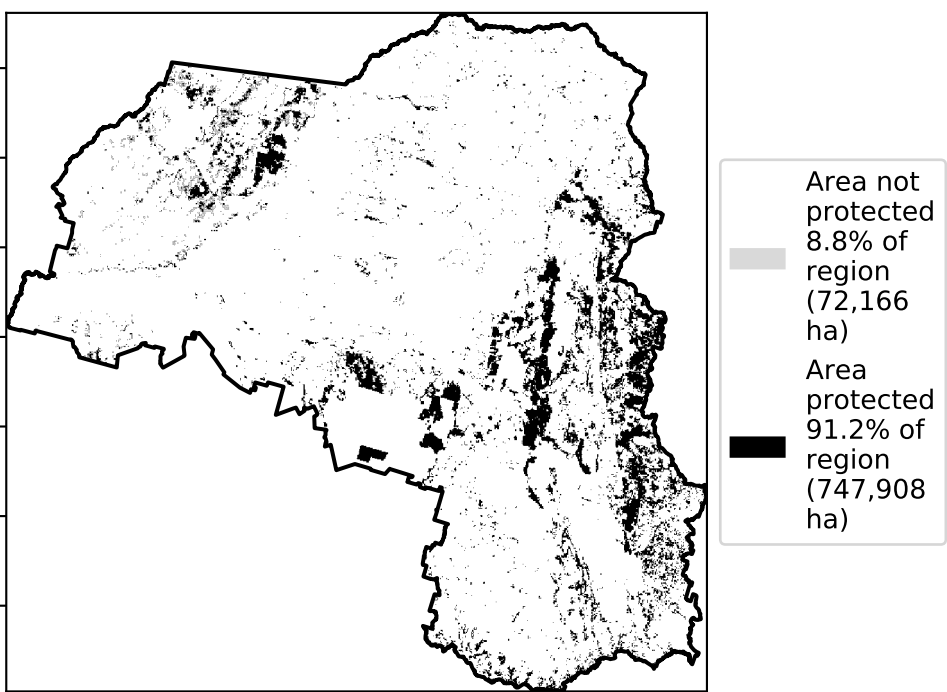 Area not
protected
8.8% of
region
(72,166
ha)
Area
protected
91.2% of
region
(747,908
ha)